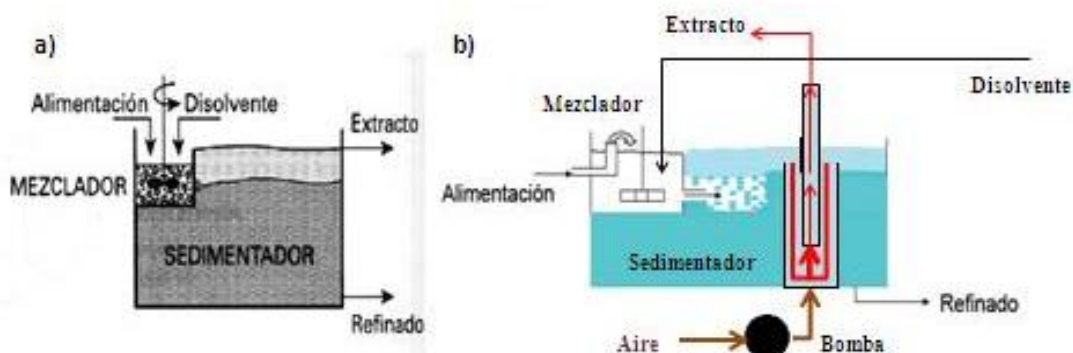 a)
Alimentación
Disolvente
Extracto
MEZCLADOR
SEDIMENTADOR
Refinado
b)
Extracto
Disolvente
Mezclador
Alimentación
Sedimentador
Refinado
Aire
Bomba